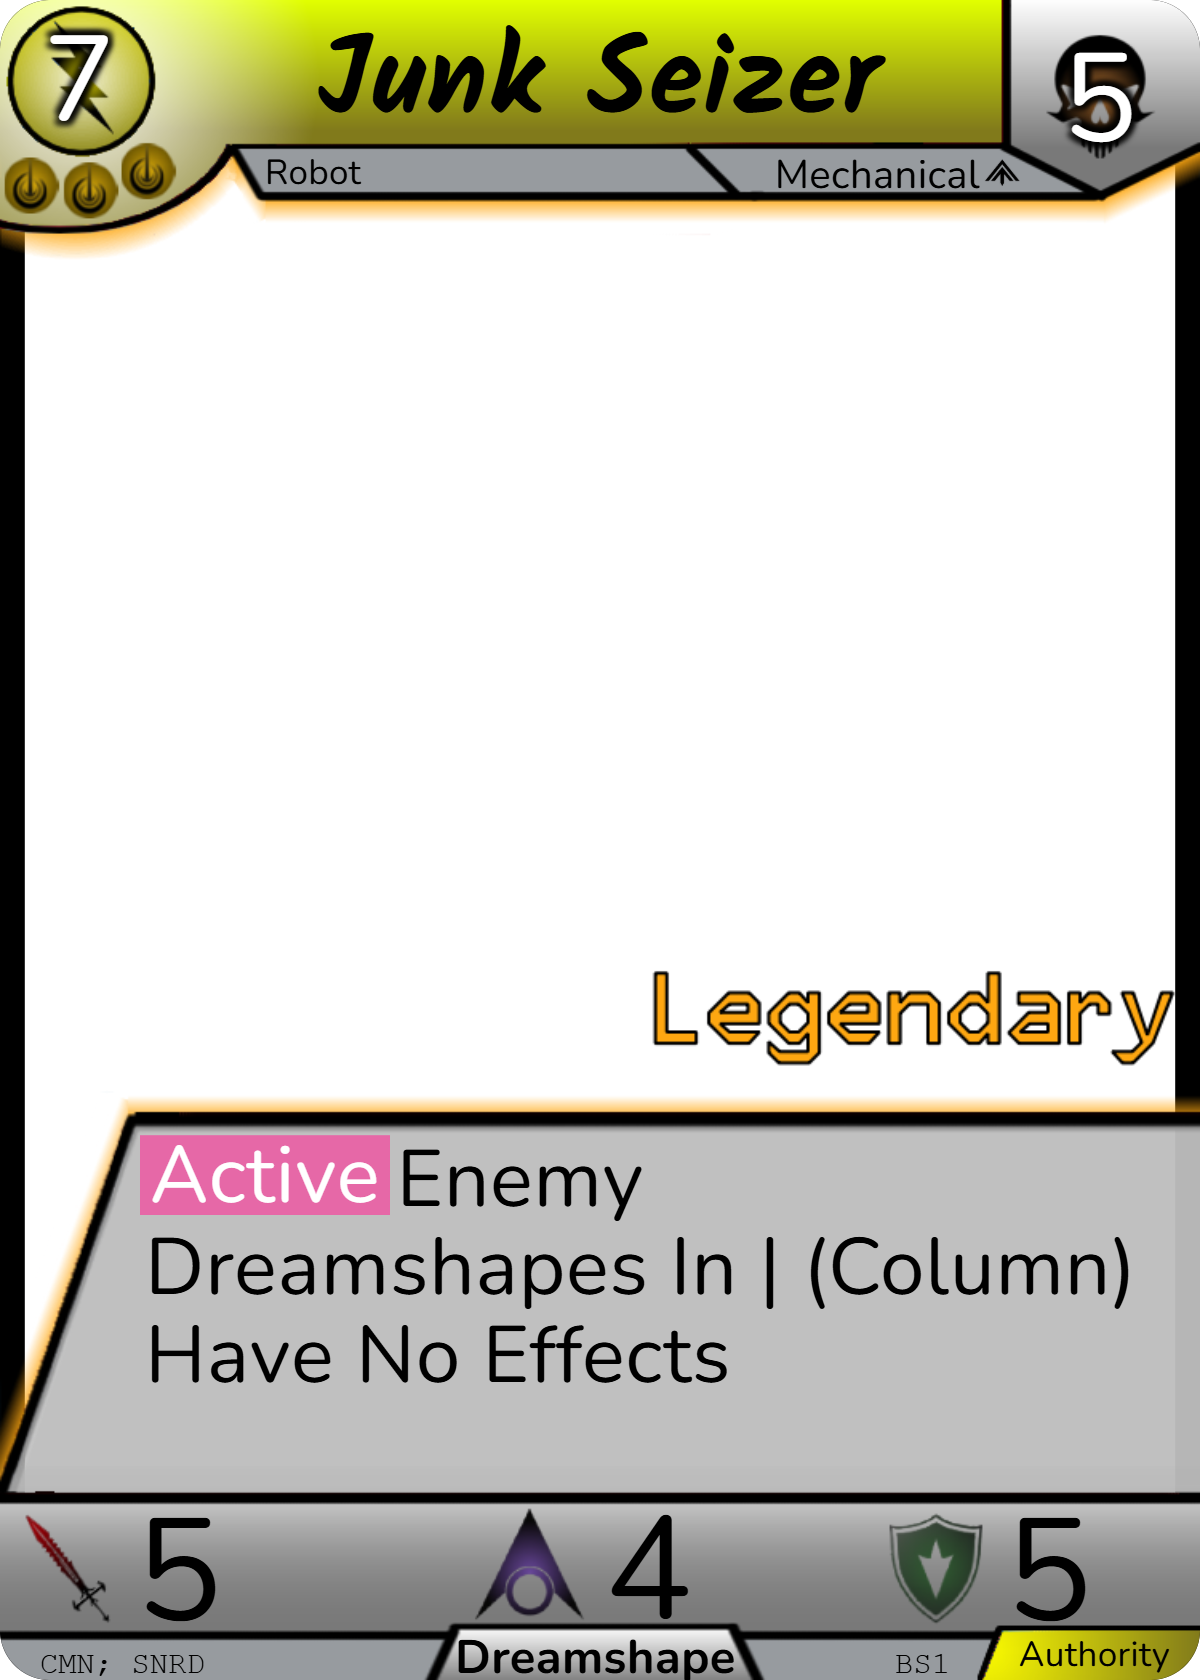 7
Junk Seizer
5
Robot
Mechanical
Legendary
Active Enemy
Dreamshapes In | (Column)
Have No Effects
5
4
5
CMN; SNRD
Dreamshape
BS1
Authority